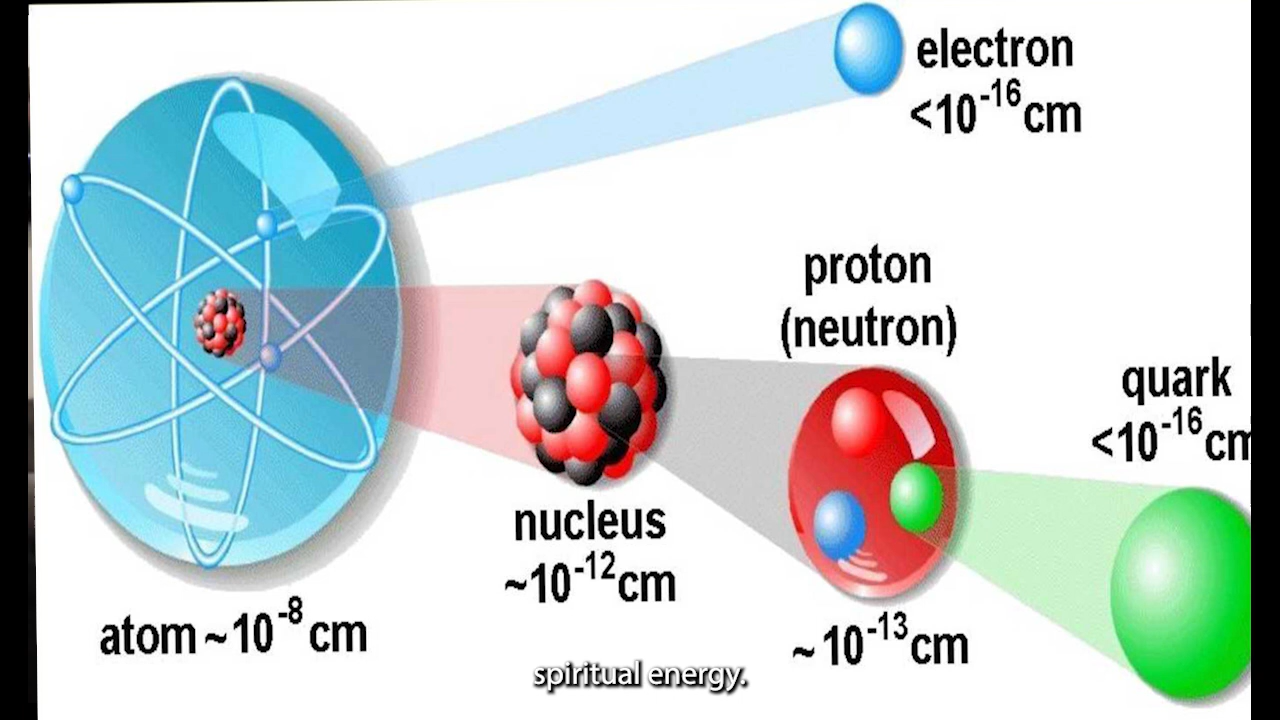 electron
<10⁻¹⁶cm
proton
(neutron)
quark
<10⁻¹⁶cm
nucleus
~10⁻¹²cm
atom ~10⁻⁸ cm
~10⁻¹³cm
spiritual energy.